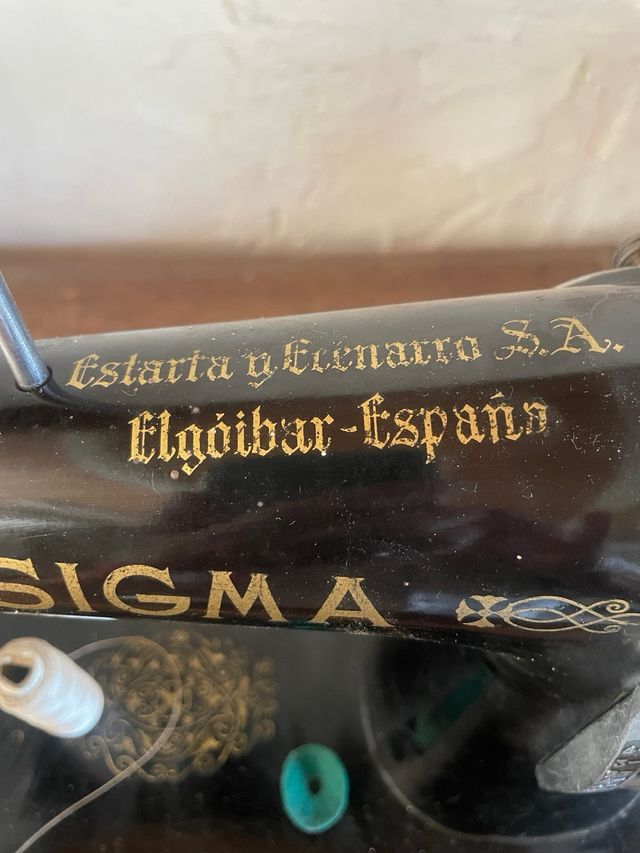 Estarta y Ecenarro S.A.
Elgóibar-España
SIGMA